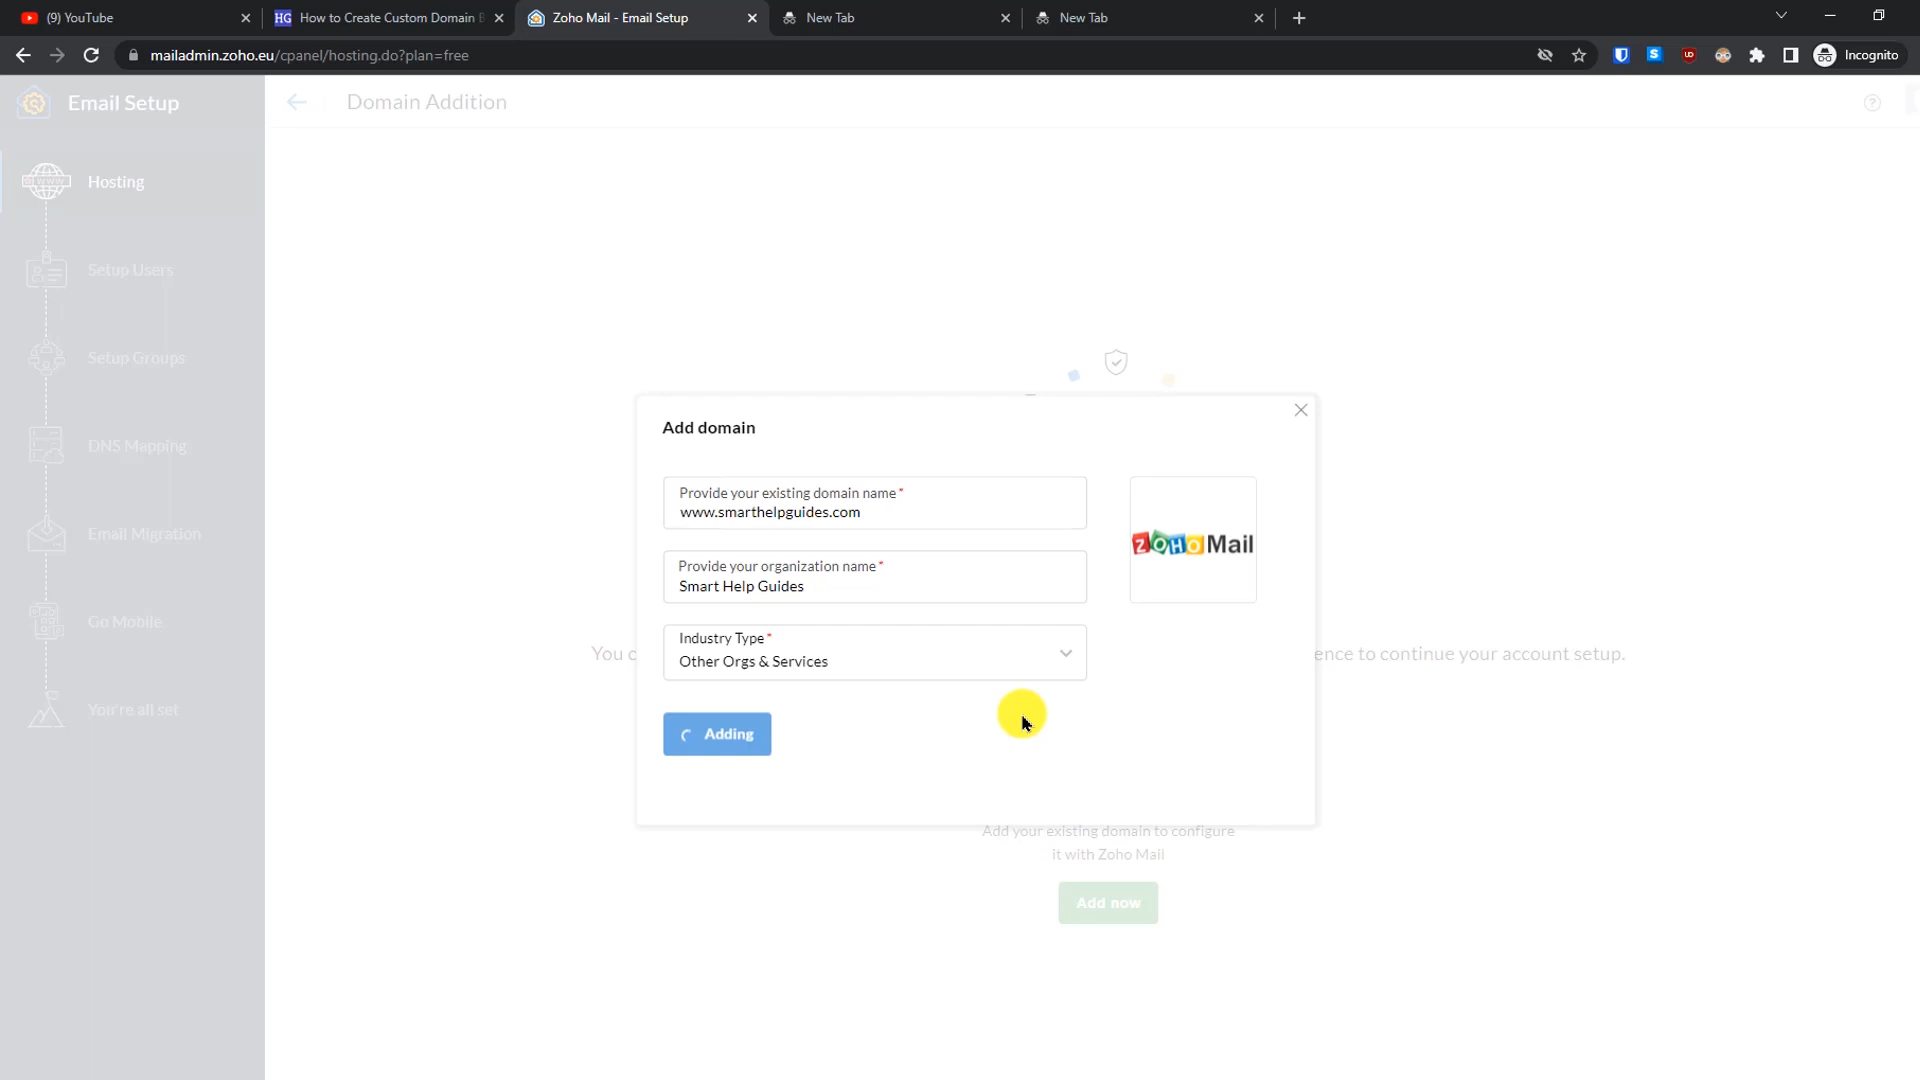 (9) YouTube
HG How to Create Custom Domain
Zoho Mail - Email Setup
New Tab
New Tab
mailadmin.zoho.eu/cpanel/hosting.do?plan=free
Incognito
Email Setup
Domain Addition
Hosting
Setup Users
Setup Groups
DNS Mapping
Email Migration
Go Mobile
You're all set
Add domain
Provide your existing domain name*
www.smarthelpguides.com
Provide your organization name*
Smart Help Guides
Industry Type*
Other Orgs & Services
ZOHO Mail
Adding
You
to continue your account setup.
Add your existing domain to configure
it with Zoho Mail
Add now